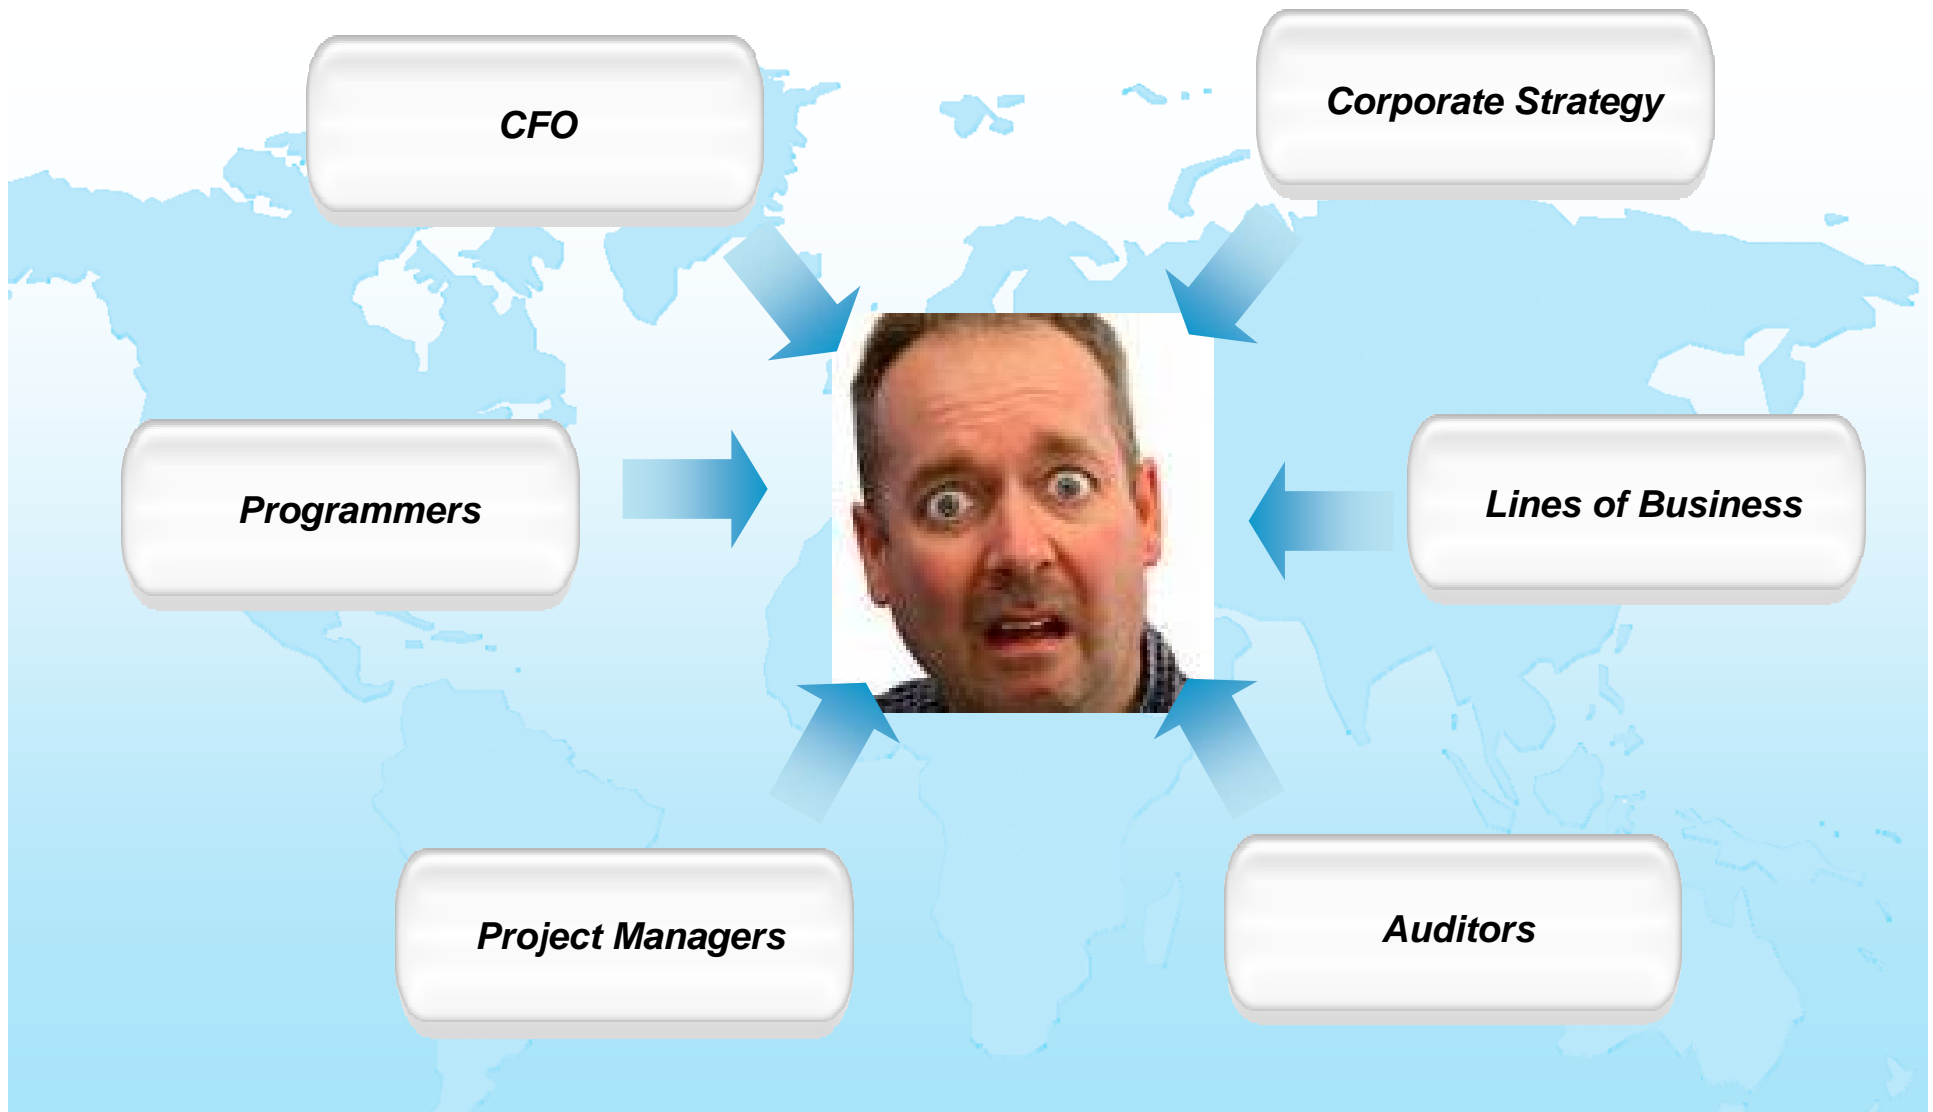 CFO
Corporate Strategy
Programmers
Lines of Business
Project Managers
Auditors